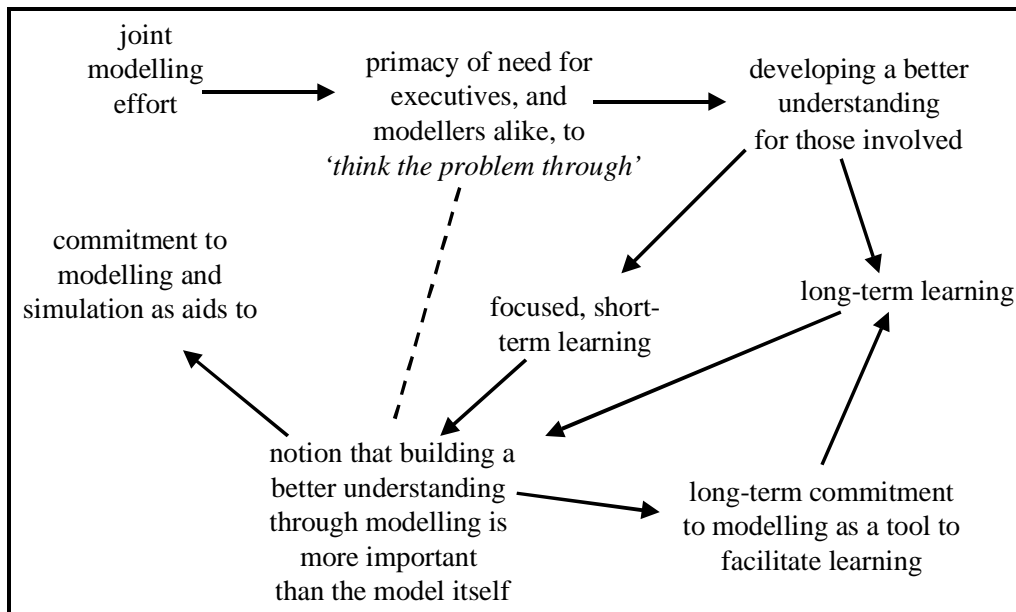 joint
modelling
effort
primacy of need for
executives, and
modellers alike, to
‘think the problem through’
developing a better
understanding
for those involved
commitment to
modelling and
simulation as aids to
focused, short-
term learning
long-term learning
notion that building a
better understanding
through modelling is
more important
than the model itself
long-term commitment
to modelling as a tool to
facilitate learning